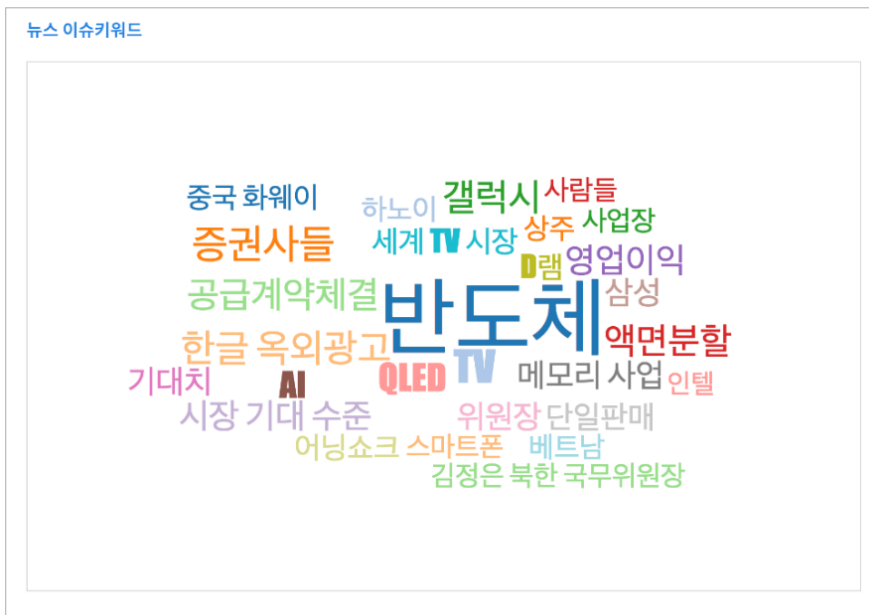 뉴스 이슈키워드
중국 화웨이
하노이
갤럭시
사람들
증권사들
세계 TV 시장
상주
사업장
D램
영업이익
공급계약체결
반도체
삼성
한글 옥외광고
액면분할
기대치
AI
QLED
TV
메모리 사업
인텔
시장 기대 수준
위원장
단일판매
어닝쇼크
스마트폰
베트남
김정은 북한 국무위원장